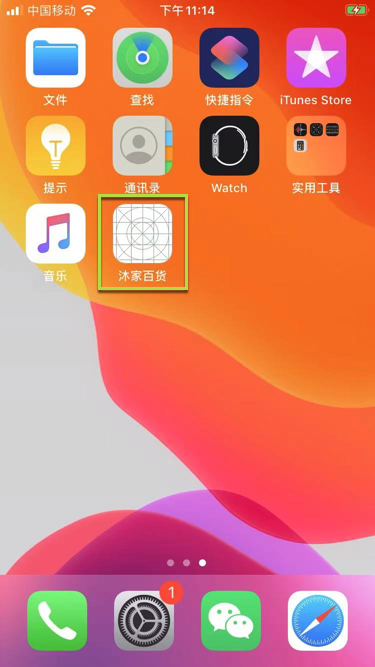 中国移动 下午11:14
文件 查找 快捷指令 iTunes Store
提示 通讯录 Watch 实用工具
音乐 沐家百货
1